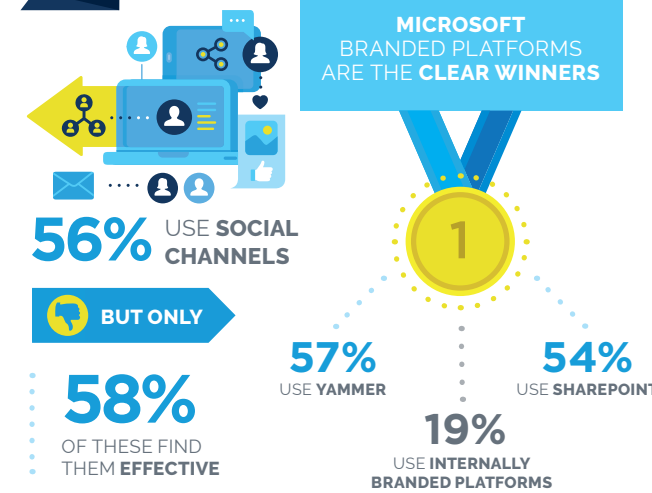 MICROSOFT
BRANDED PLATFORMS
ARE THE CLEAR WINNERS
56% USE SOCIAL
CHANNELS
BUT ONLY
58%
OF THESE FIND
THEM EFFECTIVE
1
57%
USE YAMMER
54%
USE SHAREPOINT
19%
USE INTERNALLY
BRANDED PLATFORMS